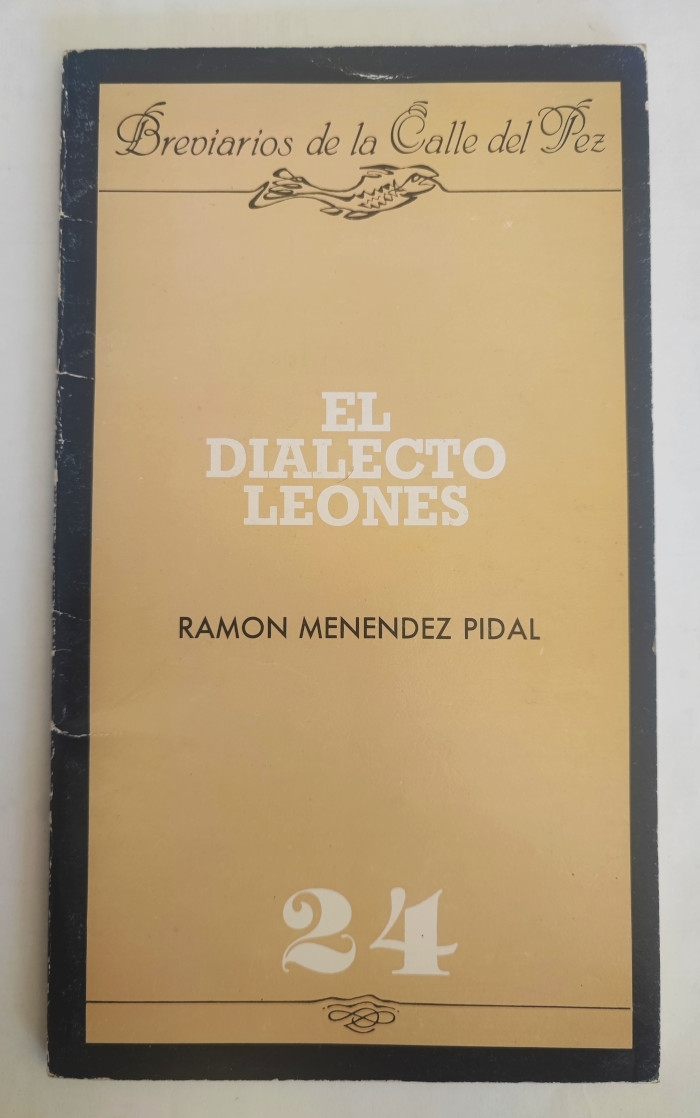 Breviarios de la Calle del Pez
EL
DIALECTO
LEONES
RAMON MENENDEZ PIDAL
24